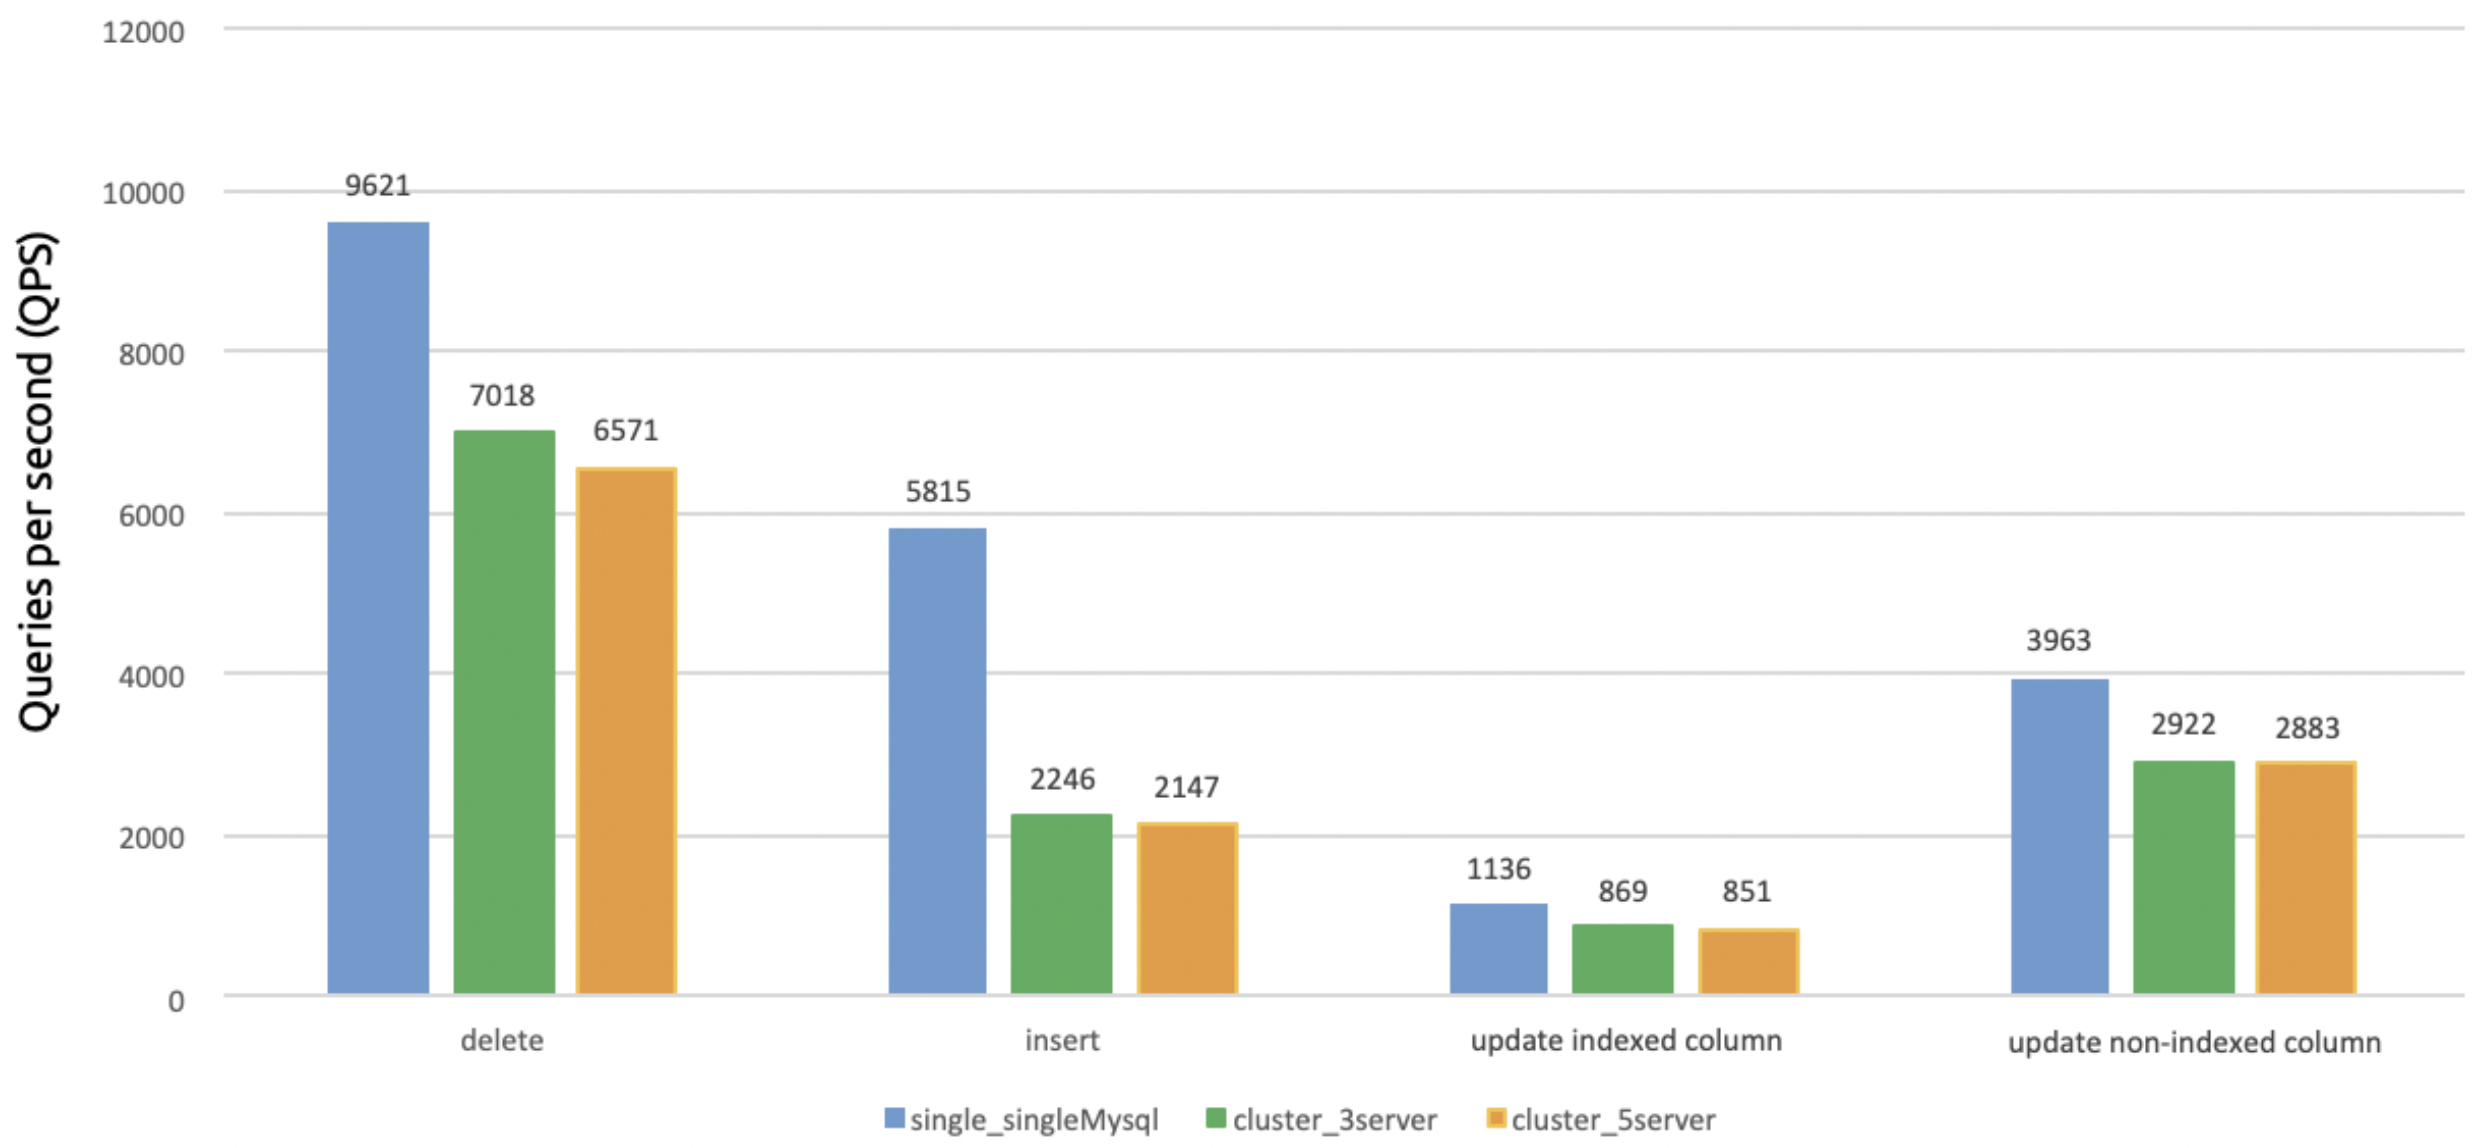 Queries per second (QPS)
12000
10000
8000
6000
4000
2000
0
9621
7018
6571
5815
2246
2147
1136
869
851
3963
2922
2883
delete
insert
update indexed column
update non-indexed column
single_singleMysql
cluster_3server
cluster_5server